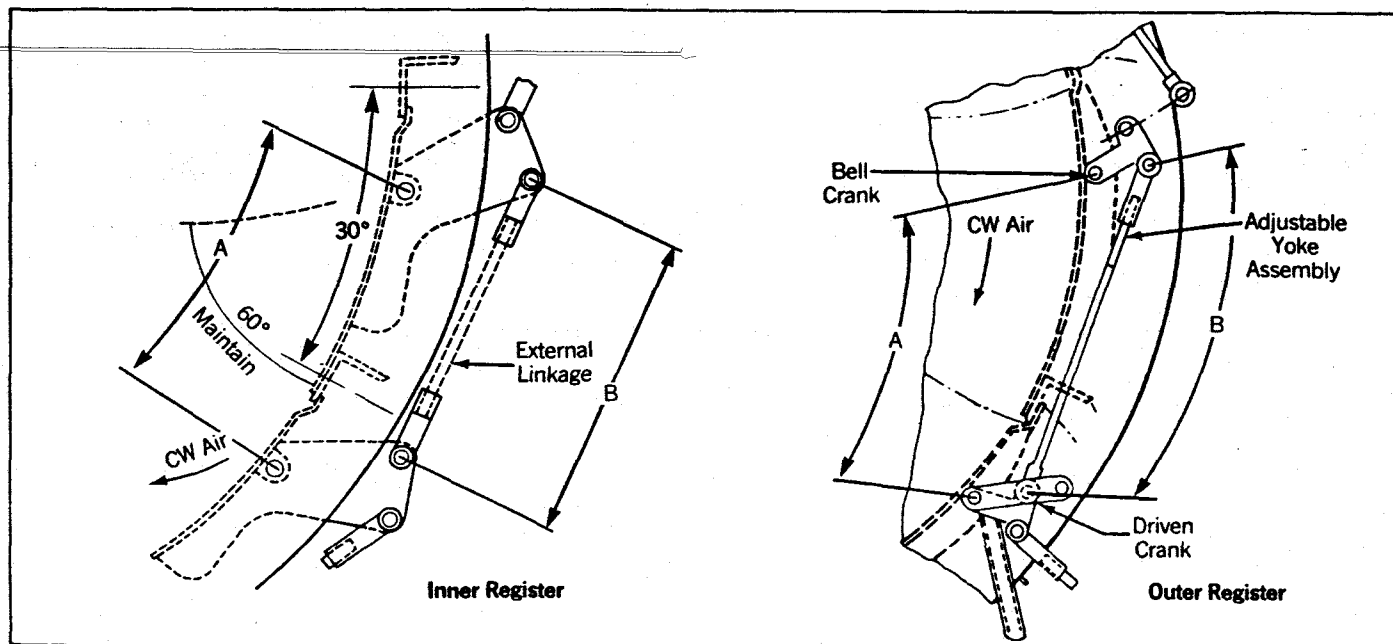 A
30°
60°
Maintain
CW Air
External
Linkage
B
Inner Register
Bell
Crank
CW Air
Adjustable
Yoke
Assembly
A
B
Driven
Crank
Outer Register